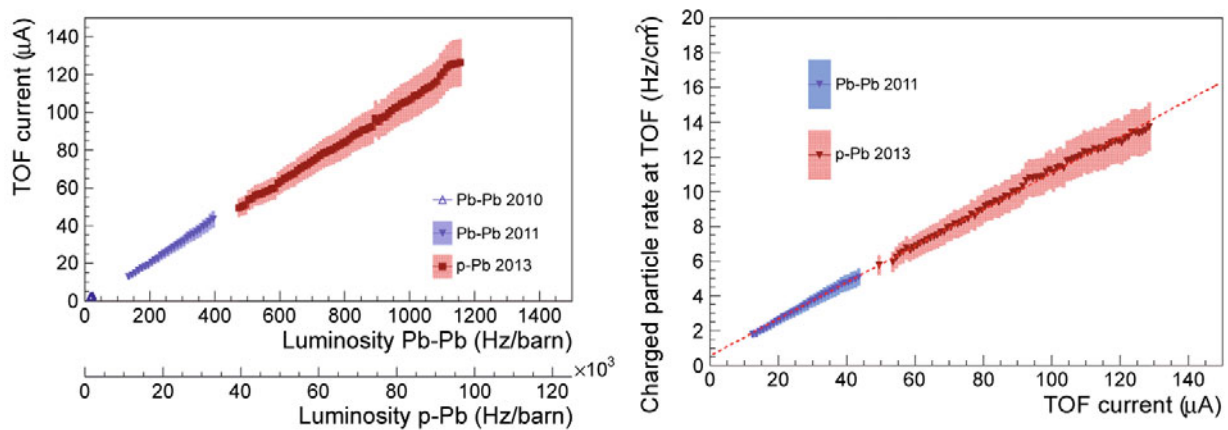 TOF current (μA)
140
120
100
80
60
40
20
0
Pb-Pb 2010
Pb-Pb 2011
p-Pb 2013
0 200 400 600 800 1000 1200 1400
Luminosity Pb-Pb (Hz/barn)
×10³
0 20 40 60 80 100 120
Luminosity p-Pb (Hz/barn)
Charged particle rate at TOF (Hz/cm²)
20
18
16
14
12
10
8
6
4
2
0
Pb-Pb 2011
p-Pb 2013
0 20 40 60 80 100 120 140
TOF current (μA)